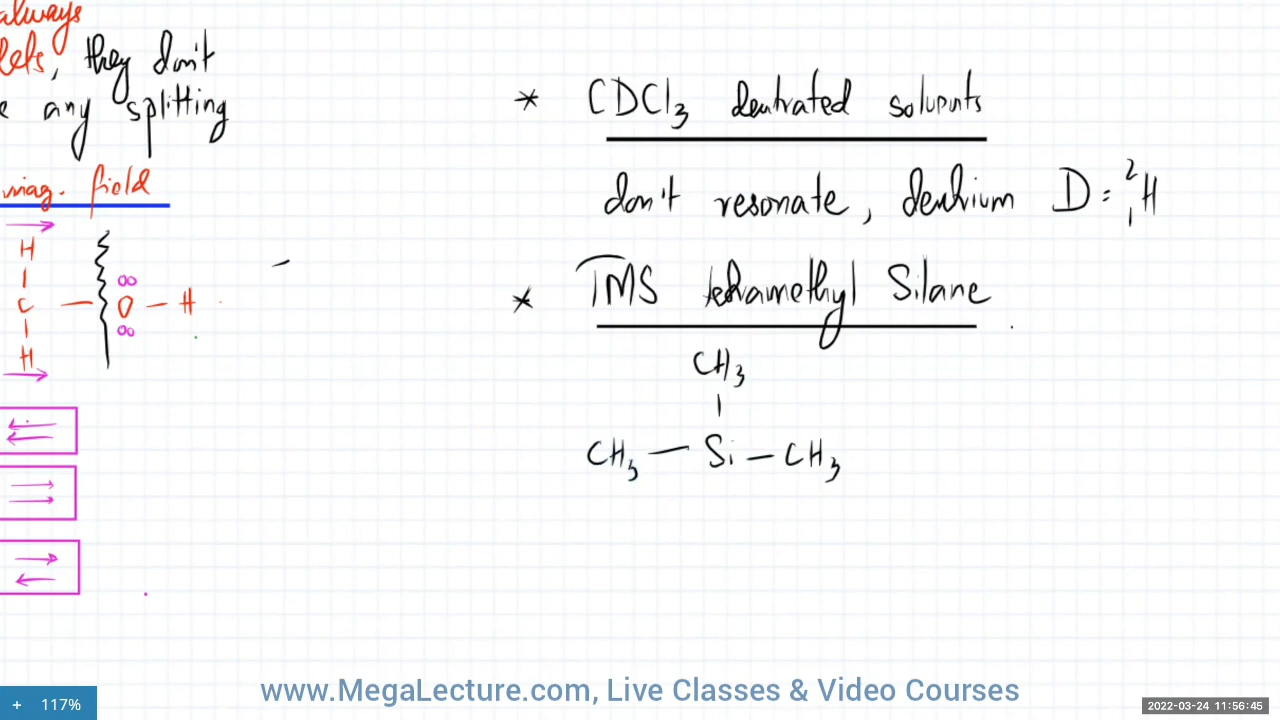 always
lets, they don't
e any splitting
mag. field
H
C — O — H
H
* CDCl3 deutrated solvents
don't resonate, deutrium D = 2 1 H
* TMS tetramethyl Silane
CH3
CH3 — Si — CH3
www.MegaLecture.com, Live Classes & Video Courses
+ 117%
2022-03-24 11:56:45